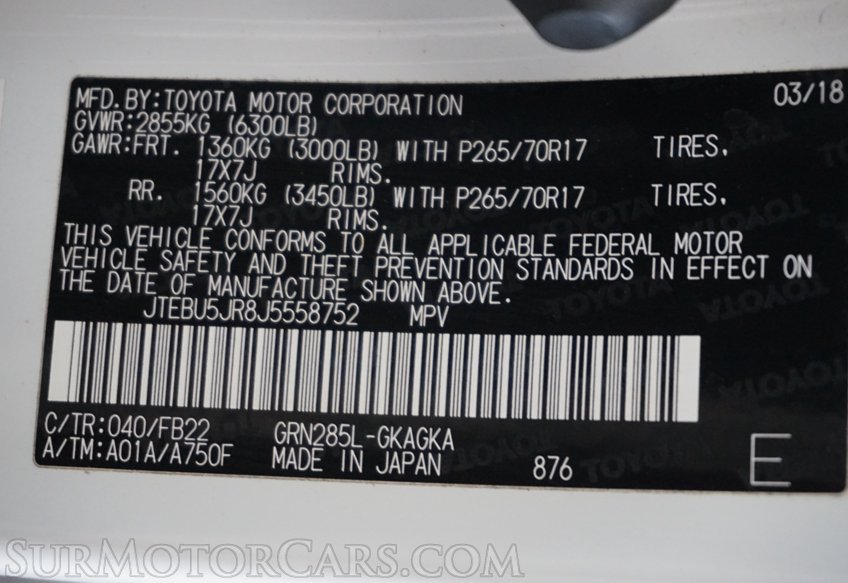 MFD.BY:TOYOTA MOTOR CORPORATION 03/18
GVWR:2855KG (6300LB)
GAWR:FRT. 1360KG (3000LB) WITH P265/70R17 TIRES,
17X7J RIMS.
RR. 1560KG (3450LB) WITH P265/70R17 TIRES,
17X7J RIMS.
THIS VEHICLE CONFORMS TO ALL APPLICABLE FEDERAL MOTOR
VEHICLE SAFETY AND THEFT PREVENTION STANDARDS IN EFFECT ON
THE DATE OF MANUFACTURE SHOWN ABOVE.
JTEBU5JR8J5558752 MPV
C/TR:040/FB22 GRN285L-GKAGKA
A/TM:A01A/A750F MADE IN JAPAN 876 E
SURMOTORCARS.COM